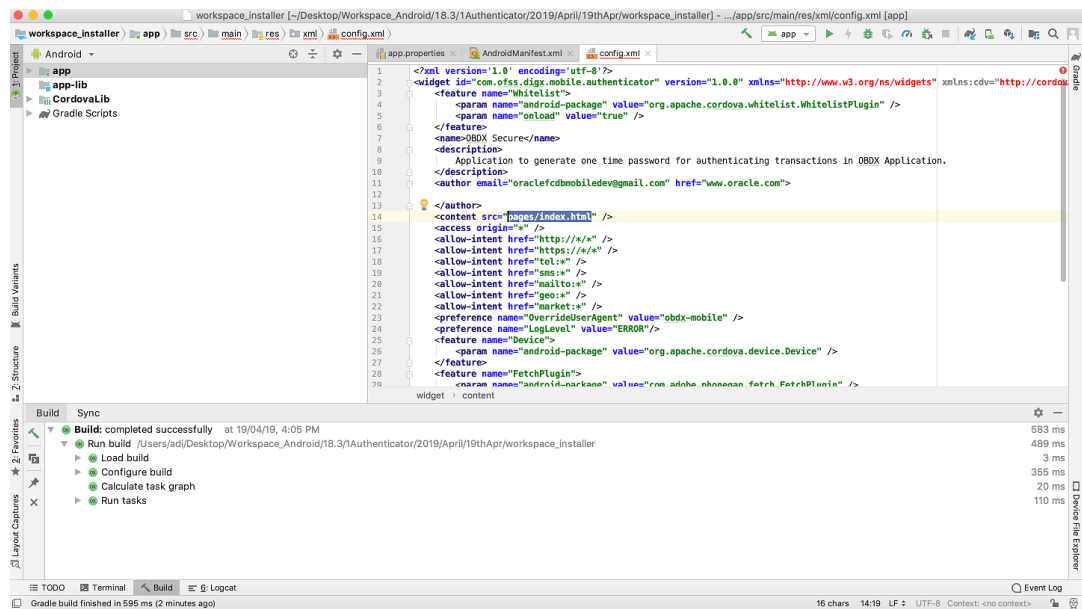 workspace_installer [~/Desktop/Workspace_Android/18.3/1Authenticator/2019/April/19thApr/workspace_installer] - .../app/src/main/res/xml/config.xml [app]
workspace_installer app src main res xml config.xml app
Android app.properties AndroidManifest.xml config.xml
1: Project
Gradle
app
app-lib
CordovaLib
Gradle Scripts
1 <?xml version='1.0' encoding='utf-8'?>
2 <widget id="com.ofss.digx.mobile.authenticator" version="1.0.0" xmlns="http://www.w3.org/ns/widgets" xmlns:cdv="http://cordov
3 <feature name="Whitelist">
4 <param name="android-package" value="org.apache.cordova.whitelist.WhitelistPlugin" />
5 <param name="onload" value="true" />
6 </feature>
7 <name>OBDX Secure</name>
8 <description>
9 Application to generate one time password for authenticating transactions in OBDX Application.
10 </description>
11 <author email="oraclefcdbmobiledev@gmail.com" href="www.oracle.com">
12
13 </author>
14 <content src="pages/index.html" />
15 <access origin="*" />
16 <allow-intent href="http://*/*" />
17 <allow-intent href="https://*/*" />
18 <allow-intent href="tel:*" />
19 <allow-intent href="sms:*" />
20 <allow-intent href="mailto:*" />
21 <allow-intent href="geo:*" />
22 <allow-intent href="market:*" />
23 <preference name="OverrideUserAgent" value="obdx-mobile" />
24 <preference name="LogLevel" value="ERROR"/>
25 <feature name="Device">
26 <param name="android-package" value="org.apache.cordova.device.Device" />
27 </feature>
28 <feature name="FetchPlugin">
29 <param name="android-package" value="com.adobe.phonegap.fetch.FetchPlugin" />
widget › content
Build Variants
7: Structure
2: Favorites
Layout Captures
Device File Explorer
Build Sync
Build: completed successfully at 19/04/19, 4:05 PM 583 ms
Run build /Users/adi/Desktop/Workspace_Android/18.3/1Authenticator/2019/April/19thApr/workspace_installer 489 ms
Load build 3 ms
Configure build 355 ms
Calculate task graph 20 ms
Run tasks 110 ms
TODO Terminal Build 6: Logcat Event Log
Gradle build finished in 595 ms (2 minutes ago) 16 chars 14:19 LF UTF-8 Context: <no context>